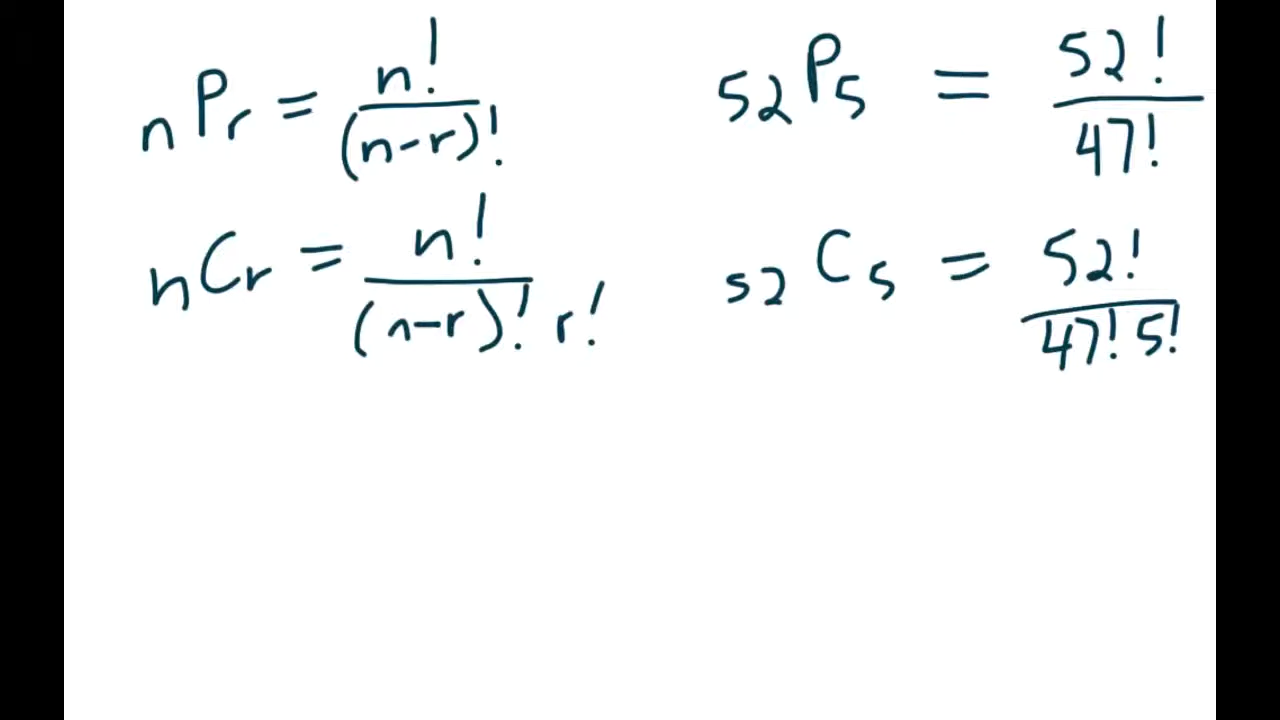 nPr = n!/(n-r)!
52P5 = 52!/47!
nCr = n!/(n-r)! r!
52C5 = 52!/47! 5!